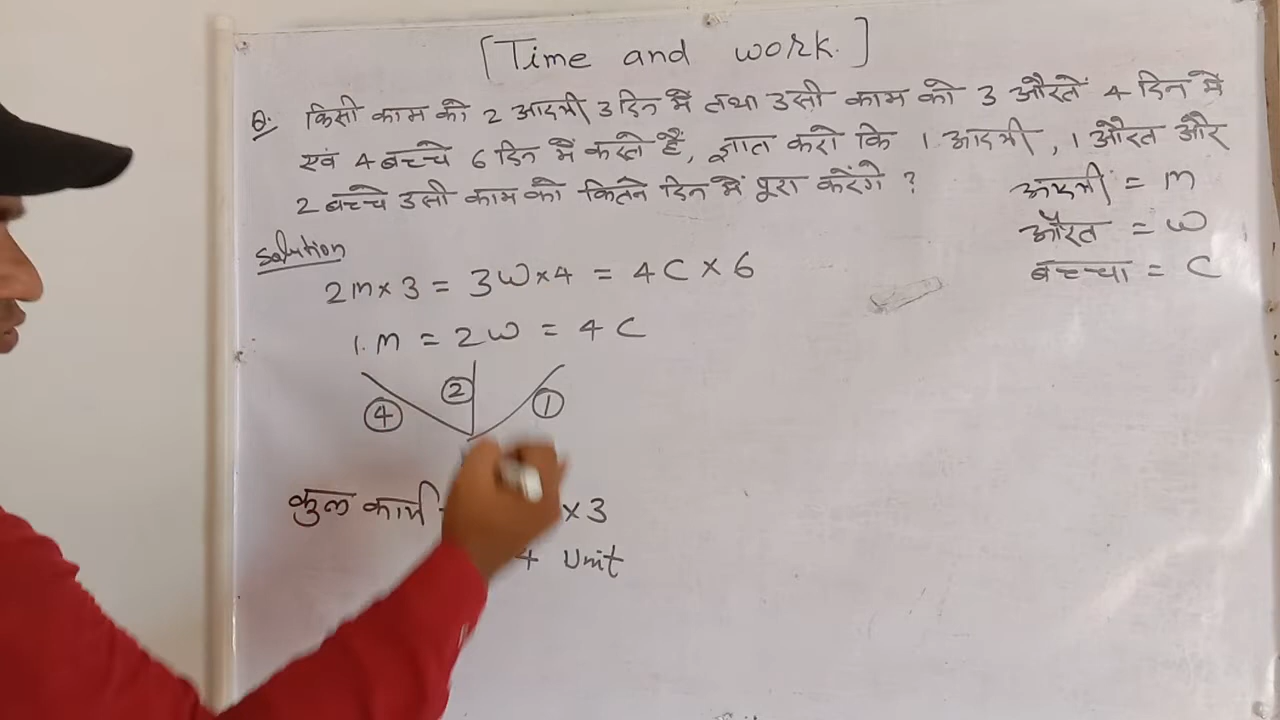 [Time and work.]
Q. किसी काम को 2 आदमी 3 दिन में तथा उसी काम को 3 औरतें 4 दिन में
एवं 4 बच्चे 6 दिन में करते हैं, ज्ञात करो कि 1 आदमी, 1 औरत और
2 बच्चे उसी काम को कितने दिन में पूरा करेंगे ?
आदमी = m
औरत = W
बच्चा = C
Solution
2m×3 = 3W×4 = 4C×6
1.m = 2W = 4C
4 2 1
कुल कार्य ×3
4 Unit